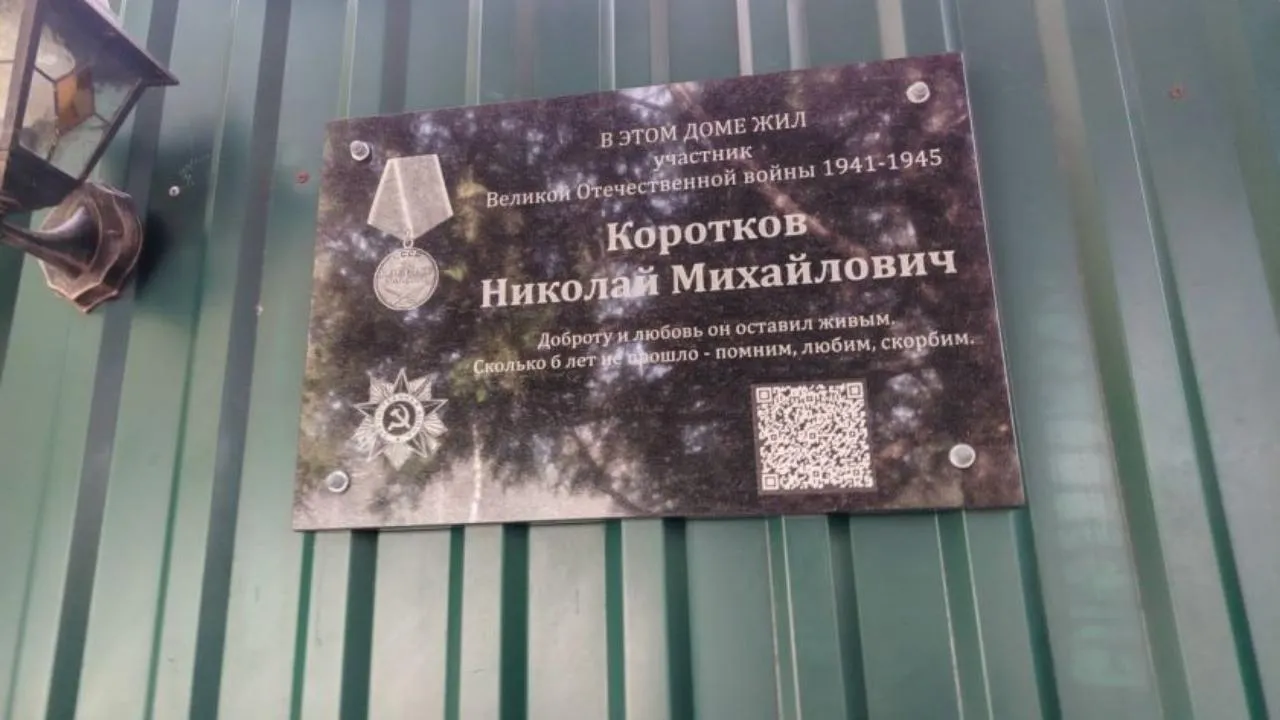 В ЭТОМ ДОМЕ ЖИЛ
участник
Великой Отечественной войны 1941-1945
Коротков
Николай Михайлович
Доброту и любовь он оставил живым.
Сколько б лет не прошло - помним, любим, скорбим.